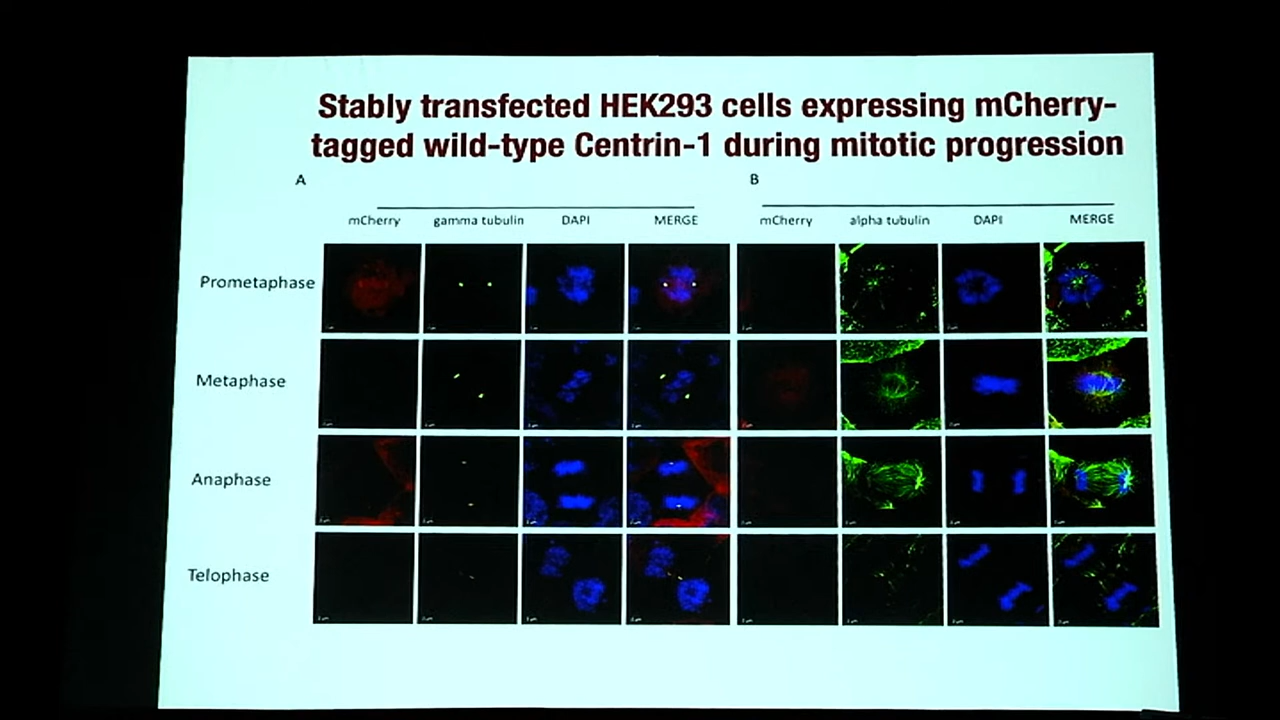 Stably transfected HEK293 cells expressing mCherry-
tagged wild-type Centrin-1 during mitotic progression
A
B
mCherry gamma tubulin DAPI MERGE mCherry alpha tubulin DAPI MERGE
Prometaphase
Metaphase
Anaphase
Telophase